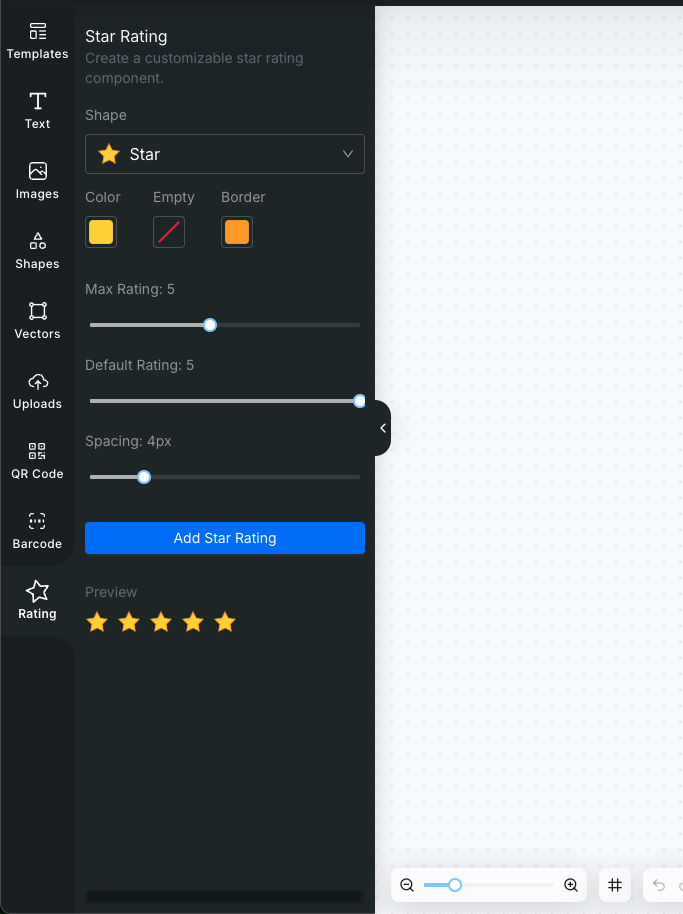 Templates
Text
Images
Shapes
Vectors
Uploads
QR Code
Barcode
Rating
Star Rating
Create a customizable star rating
component.
Shape
Star
Color Empty Border
Max Rating: 5
Default Rating: 5
Spacing: 4px
Add Star Rating
Preview